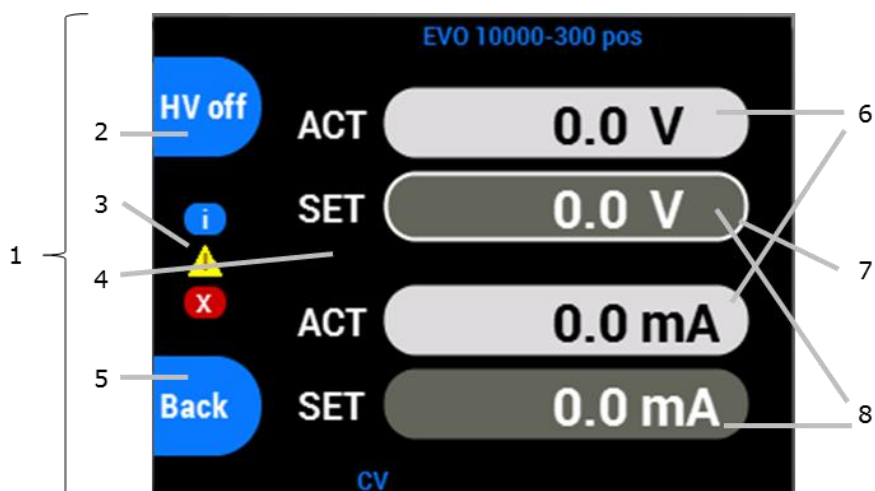 EVO 10000-300 pos
HV off
ACT 0.0 V
2
6
3
i
SET 0.0 V
1
4
7
X
ACT 0.0 mA
5
Back
SET 0.0 mA
8
CV